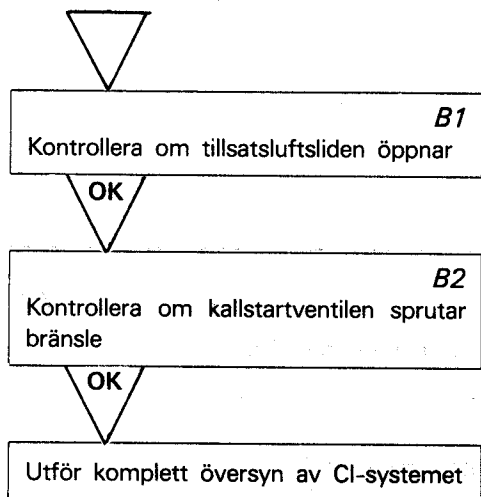 B1
Kontrollera om tillsatsluftsliden öppnar
OK
B2
Kontrollera om kallstartventilen sprutar
bränsle
OK
Utför komplett översyn av CI-systemet